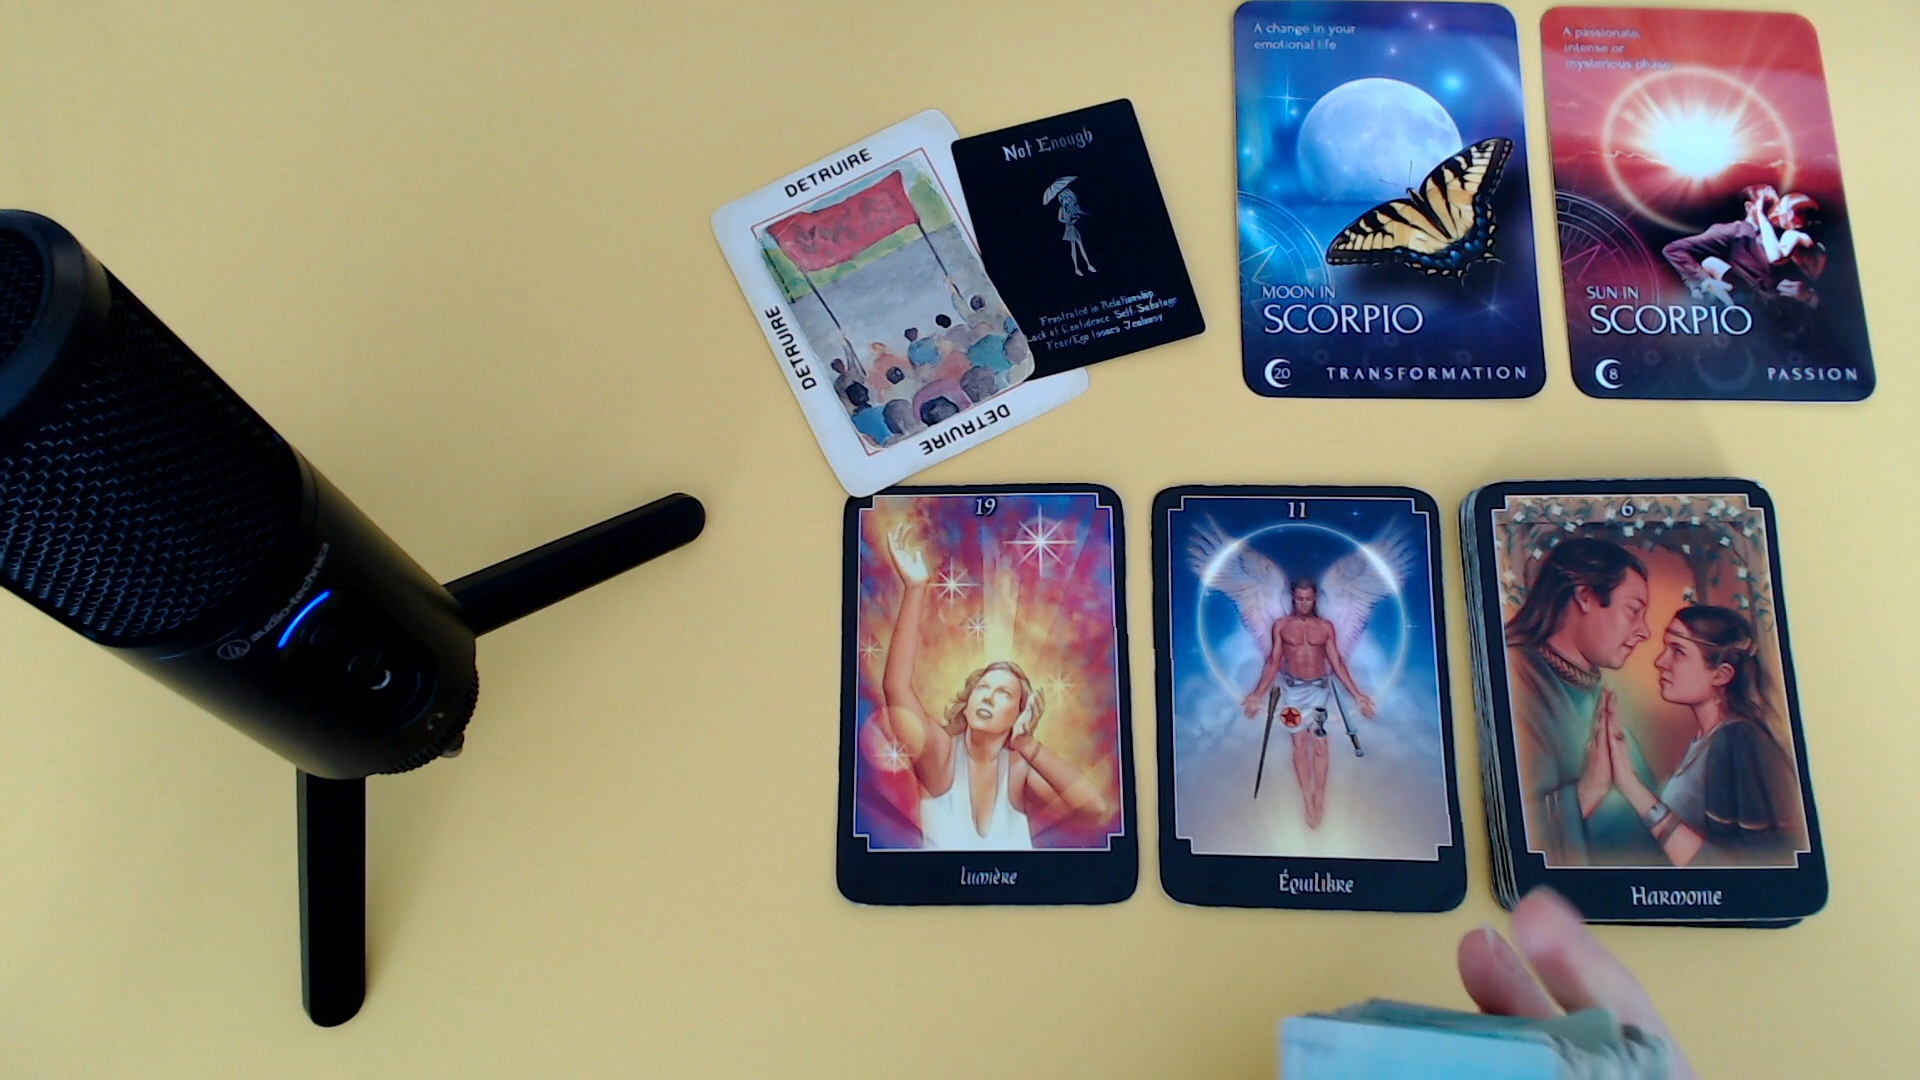 A change in your
emotional life
MOON IN
SCORPIO
20
TRANSFORMATION
A passionate,
intense or
mysterious phase
SUN IN
SCORPIO
8
PASSION
DETRUIRE
DETRUIRE
DETRUIRE
Not Enough
Frustrated in Relationship
Lack of Confidence Self-Sabotage
Fear/Ego Issues Jealousy
audio-technica
19
Lumière
11
Équilibre
6
Harmonie